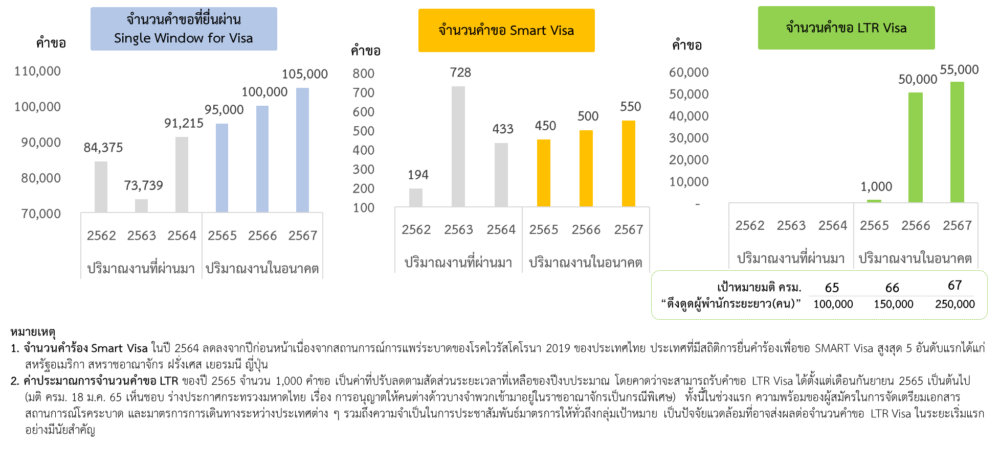 จำนวนคำขอที่ยื่นผ่าน
Single Window for Visa
คำขอ
110,000
100,000
90,000
80,000
70,000
84,375
73,739
91,215
95,000
100,000
105,000
2562 2563 2564 2565 2566 2567
ปริมาณงานที่ผ่านมา ปริมาณงานในอนาคต
จำนวนคำขอ Smart Visa
คำขอ
800
700
600
500
400
300
200
100
194
728
433
450
500
550
2562 2563 2564 2565 2566 2567
ปริมาณงานที่ผ่านมา ปริมาณงานในอนาคต
จำนวนคำขอ LTR Visa
คำขอ
60,000
50,000
40,000
30,000
20,000
10,000
-
1,000
50,000
55,000
2562 2563 2564 2565 2566 2567
ปริมาณงานที่ผ่านมา ปริมาณงานในอนาคต
เป้าหมายมติ ครม. 65 66 67
“ดึงดูดผู้พำนักระยะยาว(คน)” 100,000 150,000 250,000
หมายเหตุ
1. จำนวนคำร้อง Smart Visa ในปี 2564 ลดลงจากปีก่อนหน้าเนื่องจากสถานการณ์การแพร่ระบาดของโรคไวรัสโคโรนา 2019 ของประเทศไทย ประเทศที่มีสถิติการยื่นคำร้องเพื่อขอ SMART Visa สูงสุด 5 อันดับแรกได้แก่
สหรัฐอเมริกา สหราชอาณาจักร ฝรั่งเศส เยอรมนี ญี่ปุ่น
2. ค่าประมาณการจำนวนคำขอ LTR ของปี 2565 จำนวน 1,000 คำขอ เป็นค่าที่ปรับลดตามสัดส่วนระยะเวลาที่เหลือของปีงบประมาณ โดยคาดว่าจะสามารถรับคำขอ LTR Visa ได้ตั้งแต่เดือนกันยายน 2565 เป็นต้นไป
(มติ ครม. 18 ม.ค. 65 เห็นชอบ ร่างประกาศกระทรวงมหาดไทย เรื่อง การอนุญาตให้คนต่างด้าวบางจำพวกเข้ามาอยู่ในราชอาณาจักรเป็นกรณีพิเศษ) ทั้งนี้ในช่วงแรก ความพร้อมของผู้สมัครในการจัดเตรียมเอกสาร
สถานการณ์โรคระบาด และมาตรการการเดินทางระหว่างประเทศต่าง ๆ รวมถึงความจำเป็นในการประชาสัมพันธ์มาตรการให้ทั่วถึงกลุ่มเป้าหมาย เป็นปัจจัยแวดล้อมที่อาจส่งผลต่อจำนวนคำขอ LTR Visa ในระยะเริ่มแรก
อย่างมีนัยสำคัญ